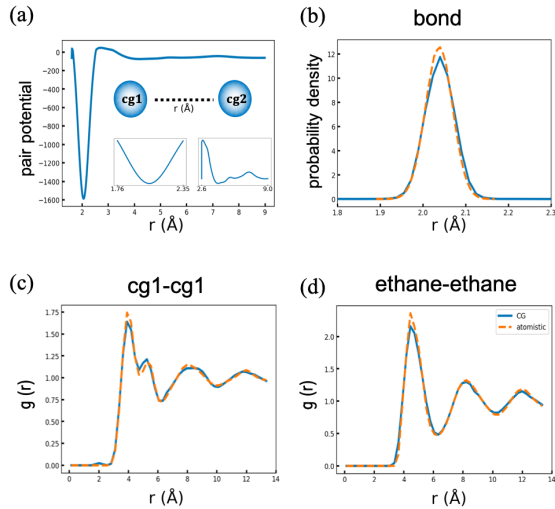 (a)
pair potential
0
−200
−400
−600
−800
−1000
−1200
−1400
−1600
cg1
cg2
r (Å)
1.76 2.35
2.6 9.0
1 2 3 4 5 6 7 8 9
r (Å)
(b) bond
probability density
12
10
8
6
4
2
0
1.8 1.9 2.0 2.1 2.2 2.3
r (Å)
(c) cg1-cg1
g (r)
1.75
1.50
1.25
1.00
0.75
0.50
0.25
0.00
0 2 4 6 8 10 12 14
r (Å)
(d) ethane-ethane
CG
atomistic
g (r)
2.0
1.5
1.0
0.5
0.0
0 2 4 6 8 10 12 14
r (Å)